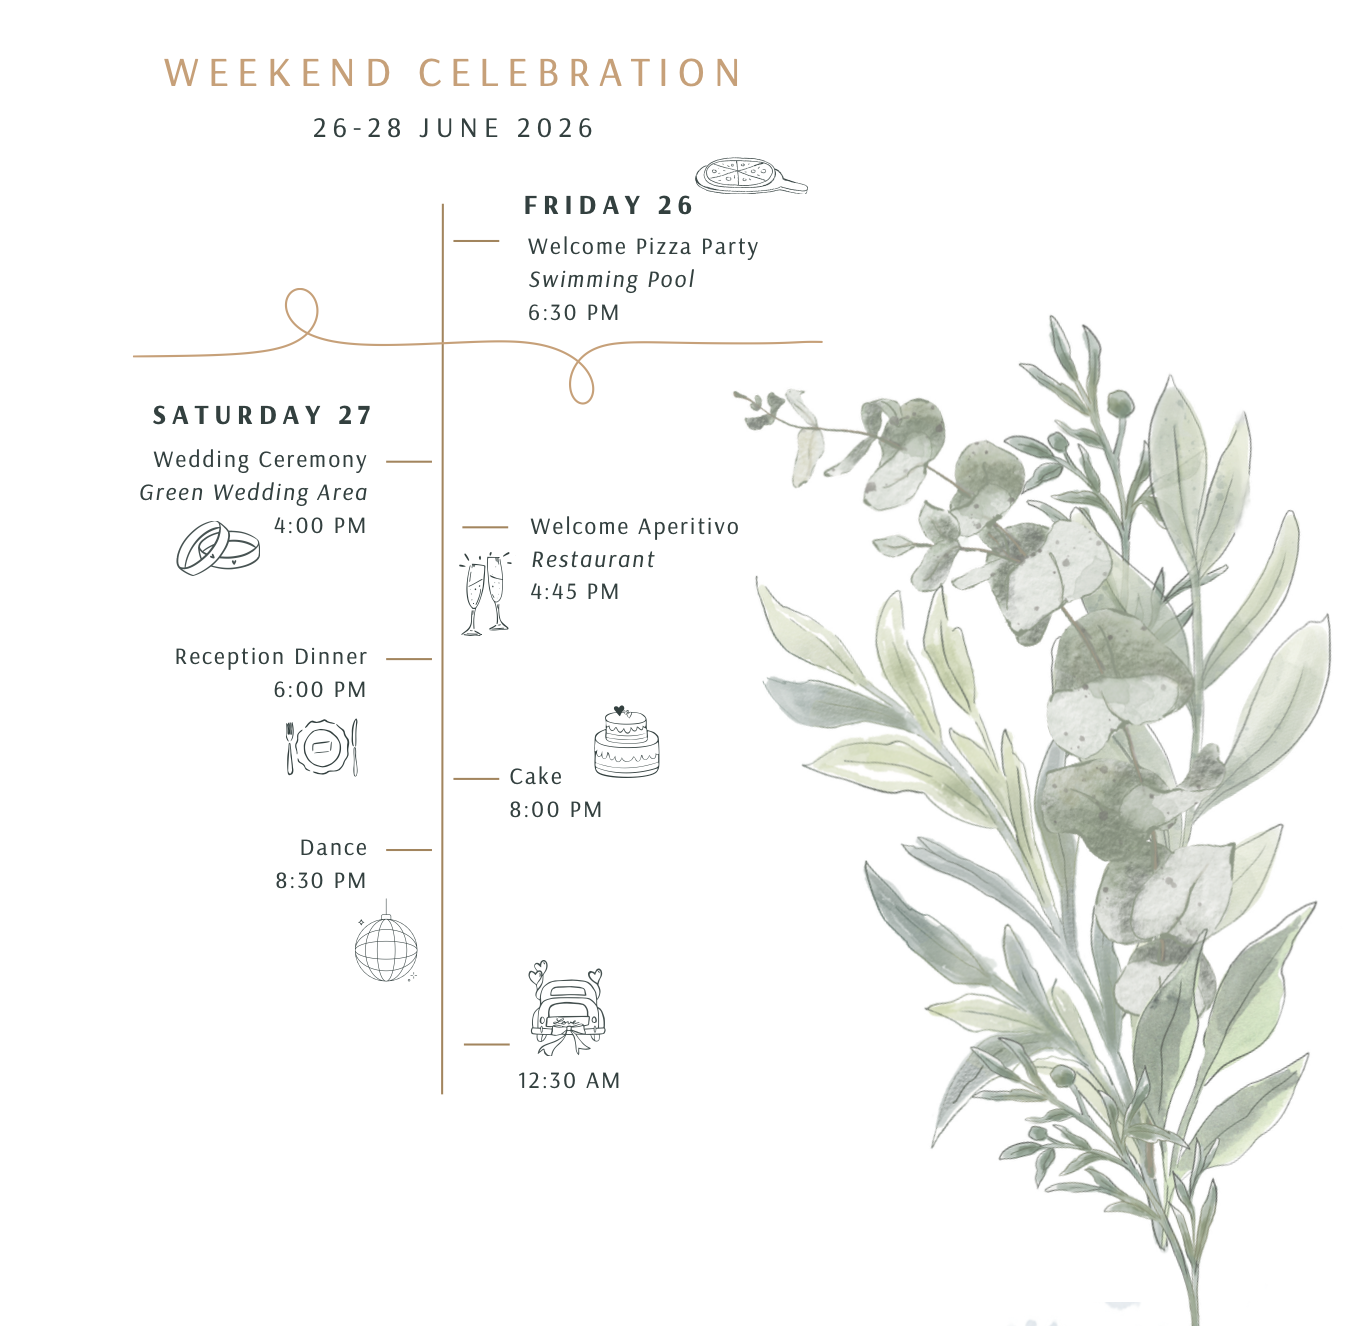 WEEKEND CELEBRATION
26-28 JUNE 2026
FRIDAY 26
Welcome Pizza Party
Swimming Pool
6:30 PM
SATURDAY 27
Wedding Ceremony
Green Wedding Area
4:00 PM
Welcome Aperitivo
Restaurant
4:45 PM
Reception Dinner
6:00 PM
Cake
8:00 PM
Dance
8:30 PM
Love
12:30 AM